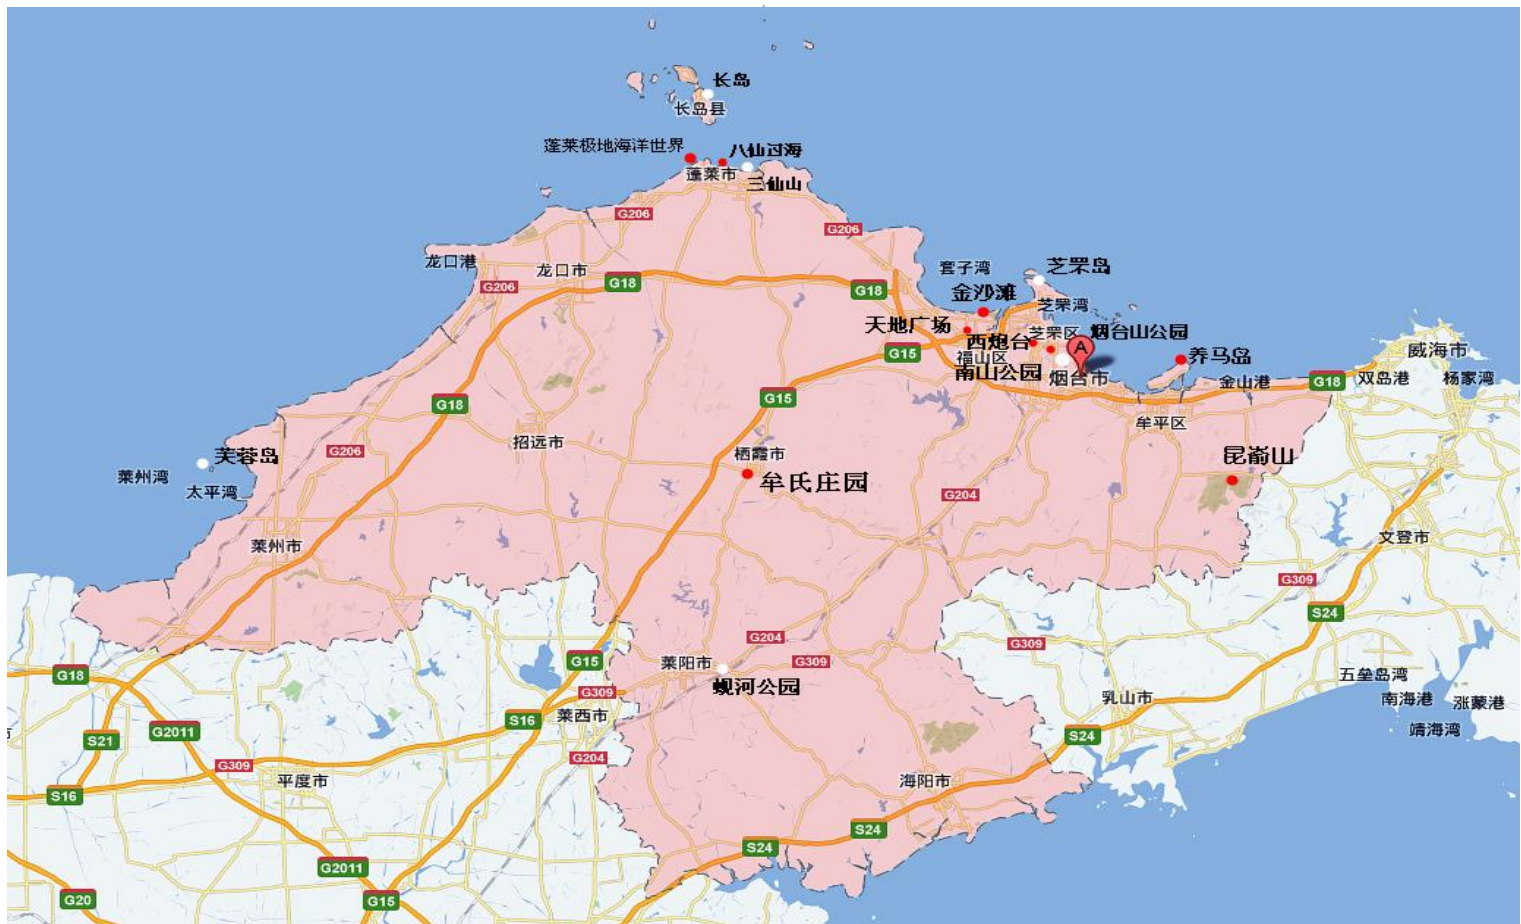 长岛
长岛县
蓬莱极地海洋世界
八仙过海
蓬莱市
三仙山
G206
G206
龙口港
龙口市
G206
G18
G18
套子湾
芝罘岛
金沙滩
芝罘湾
天地广场
西炮台
芝罘区
烟台山公园
A
G15
福山区
南山公园
烟台市
养马岛
金山港
G18
威海市
双岛港
杨家湾
G18
G15
牟平区
招远市
G206
栖霞市
芙蓉岛
莱州湾
太平湾
牟氏庄园
昆嵛山
G204
莱州市
文登市
G309
S24
G204
G309
莱阳市
G309
G15
G18
蚬河公园
G309
五垒岛湾
乳山市
南海港
涨蒙港
靖海湾
S16
莱西市
G2011
S21
S24
G204
G309
平度市
海阳市
S16
市
S24
S24
G2011
G20
G15